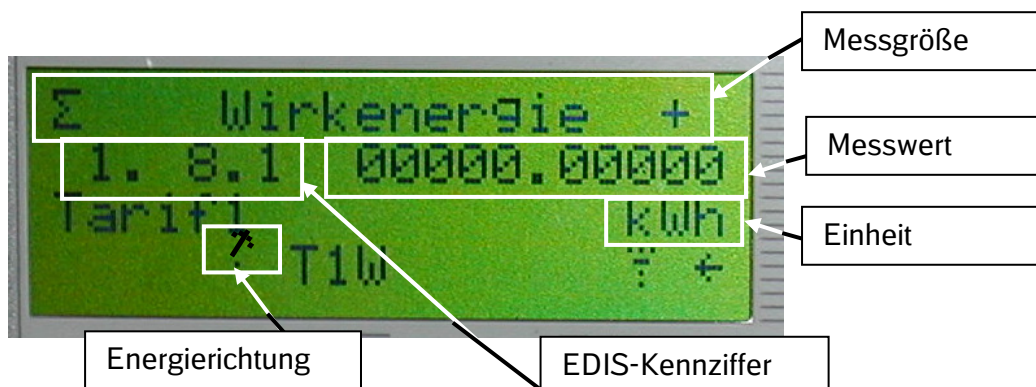 Messgröße
Σ Wirkenergie +
1. 8.1 00000.00000
Messwert
Tarif1 kWh
Einheit
T1W
Energierichtung
EDIS-Kennziffer